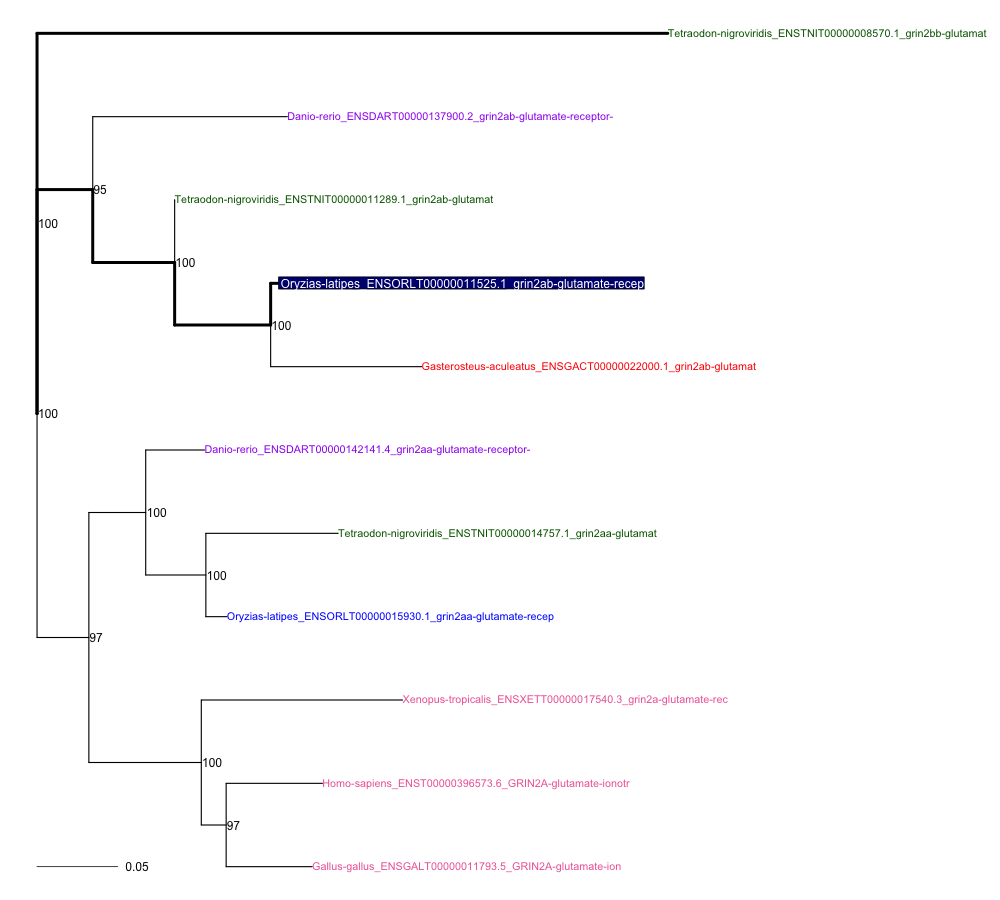 Tetraodon-nigroviridis_ENSTNIT00000008570.1_grin2bb-glutamat
Danio-rerio_ENSDART00000137900.2_grin2ab-glutamate-receptor-
95
Tetraodon-nigroviridis_ENSTNIT00000011289.1_grin2ab-glutamat
100
100
Oryzias-latipes_ENSORLT00000011525.1_grin2ab-glutamate-recep
100
Gasterosteus-aculeatus_ENSGACT00000022000.1_grin2ab-glutamat
100
Danio-rerio_ENSDART00000142141.4_grin2aa-glutamate-receptor-
100
Tetraodon-nigroviridis_ENSTNIT00000014757.1_grin2aa-glutamat
100
Oryzias-latipes_ENSORLT00000015930.1_grin2aa-glutamate-recep
97
Xenopus-tropicalis_ENSXETT00000017540.3_grin2a-glutamate-rec
100
Homo-sapiens_ENST00000396573.6_GRIN2A-glutamate-ionotr
97
Gallus-gallus_ENSGALT00000011793.5_GRIN2A-glutamate-ion
0.05